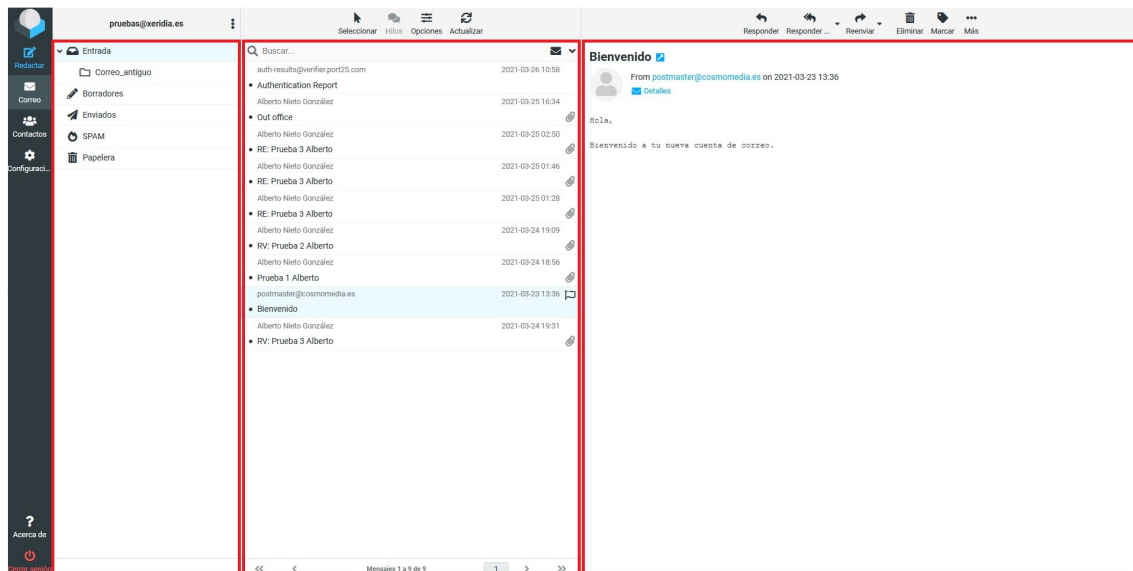 pruebas@xeridia.es
Redactar
Correo
Contactos
Configuraci...
Acerca de
Cerrar sesión
Entrada
Correo_antiguo
Borradores
Enviados
SPAM
Papelera
Seleccionar Hilos Opciones Actualizar
Buscar...
auth-results@verifier.port25.com 2021-03-26 10:58
Authentication Report
Alberto Nieto González 2021-03-25 16:34
Out office
Alberto Nieto González 2021-03-25 02:50
RE: Prueba 3 Alberto
Alberto Nieto González 2021-03-25 01:46
RE: Prueba 3 Alberto
Alberto Nieto González 2021-03-25 01:28
RE: Prueba 3 Alberto
Alberto Nieto González 2021-03-24 19:09
RV: Prueba 2 Alberto
Alberto Nieto González 2021-03-24 18:56
Prueba 1 Alberto
postmaster@cosmomedia.es 2021-03-23 13:36
Bienvenido
Alberto Nieto González 2021-03-24 19:31
RV: Prueba 3 Alberto
Mensajes 1 a 9 de 9 1
Responder Responder ... Reenviar Eliminar Marcar Más
Bienvenido
From postmaster@cosmomedia.es on 2021-03-23 13:36
Detalles
Hola,
Bienvenido a tu nueva cuenta de correo.